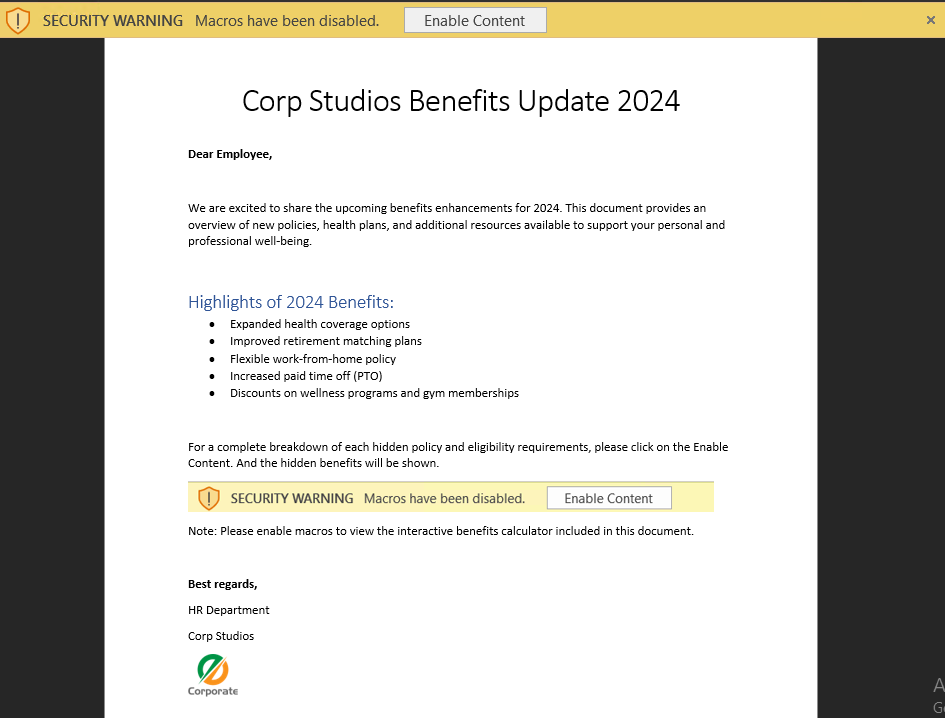 SECURITY WARNING Macros have been disabled. Enable Content ×
Corp Studios Benefits Update 2024
Dear Employee,
We are excited to share the upcoming benefits enhancements for 2024. This document provides an
overview of new policies, health plans, and additional resources available to support your personal and
professional well-being.
Highlights of 2024 Benefits:
• Expanded health coverage options
• Improved retirement matching plans
• Flexible work-from-home policy
• Increased paid time off (PTO)
• Discounts on wellness programs and gym memberships
For a complete breakdown of each hidden policy and eligibility requirements, please click on the Enable
Content. And the hidden benefits will be shown.
SECURITY WARNING Macros have been disabled. Enable Content
Note: Please enable macros to view the interactive benefits calculator included in this document.
Best regards,
HR Department
Corp Studios
Corporate